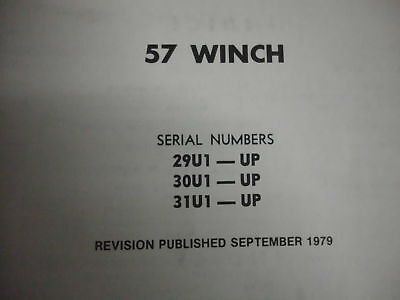 57 WINCH
SERIAL NUMBERS
29U1 — UP
30U1 — UP
31U1 — UP
REVISION PUBLISHED SEPTEMBER 1979